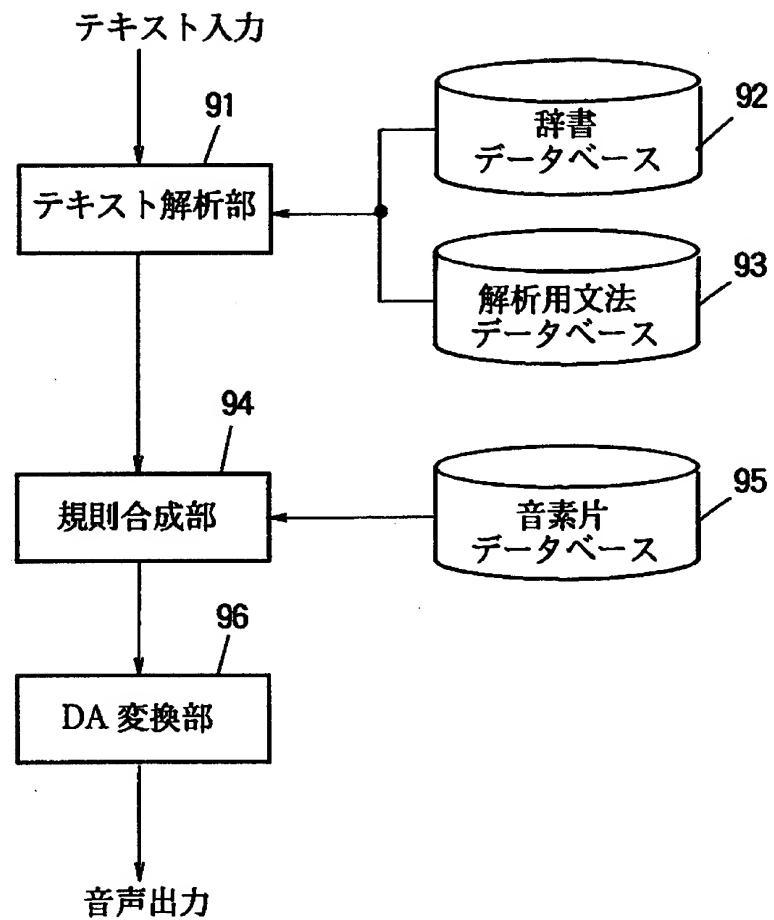 テキスト入力
91
テキスト解析部
辞書
データベース
92
解析用文法
データベース
93
94
規則合成部
音素片
データベース
95
96
DA 変換部
音声出力